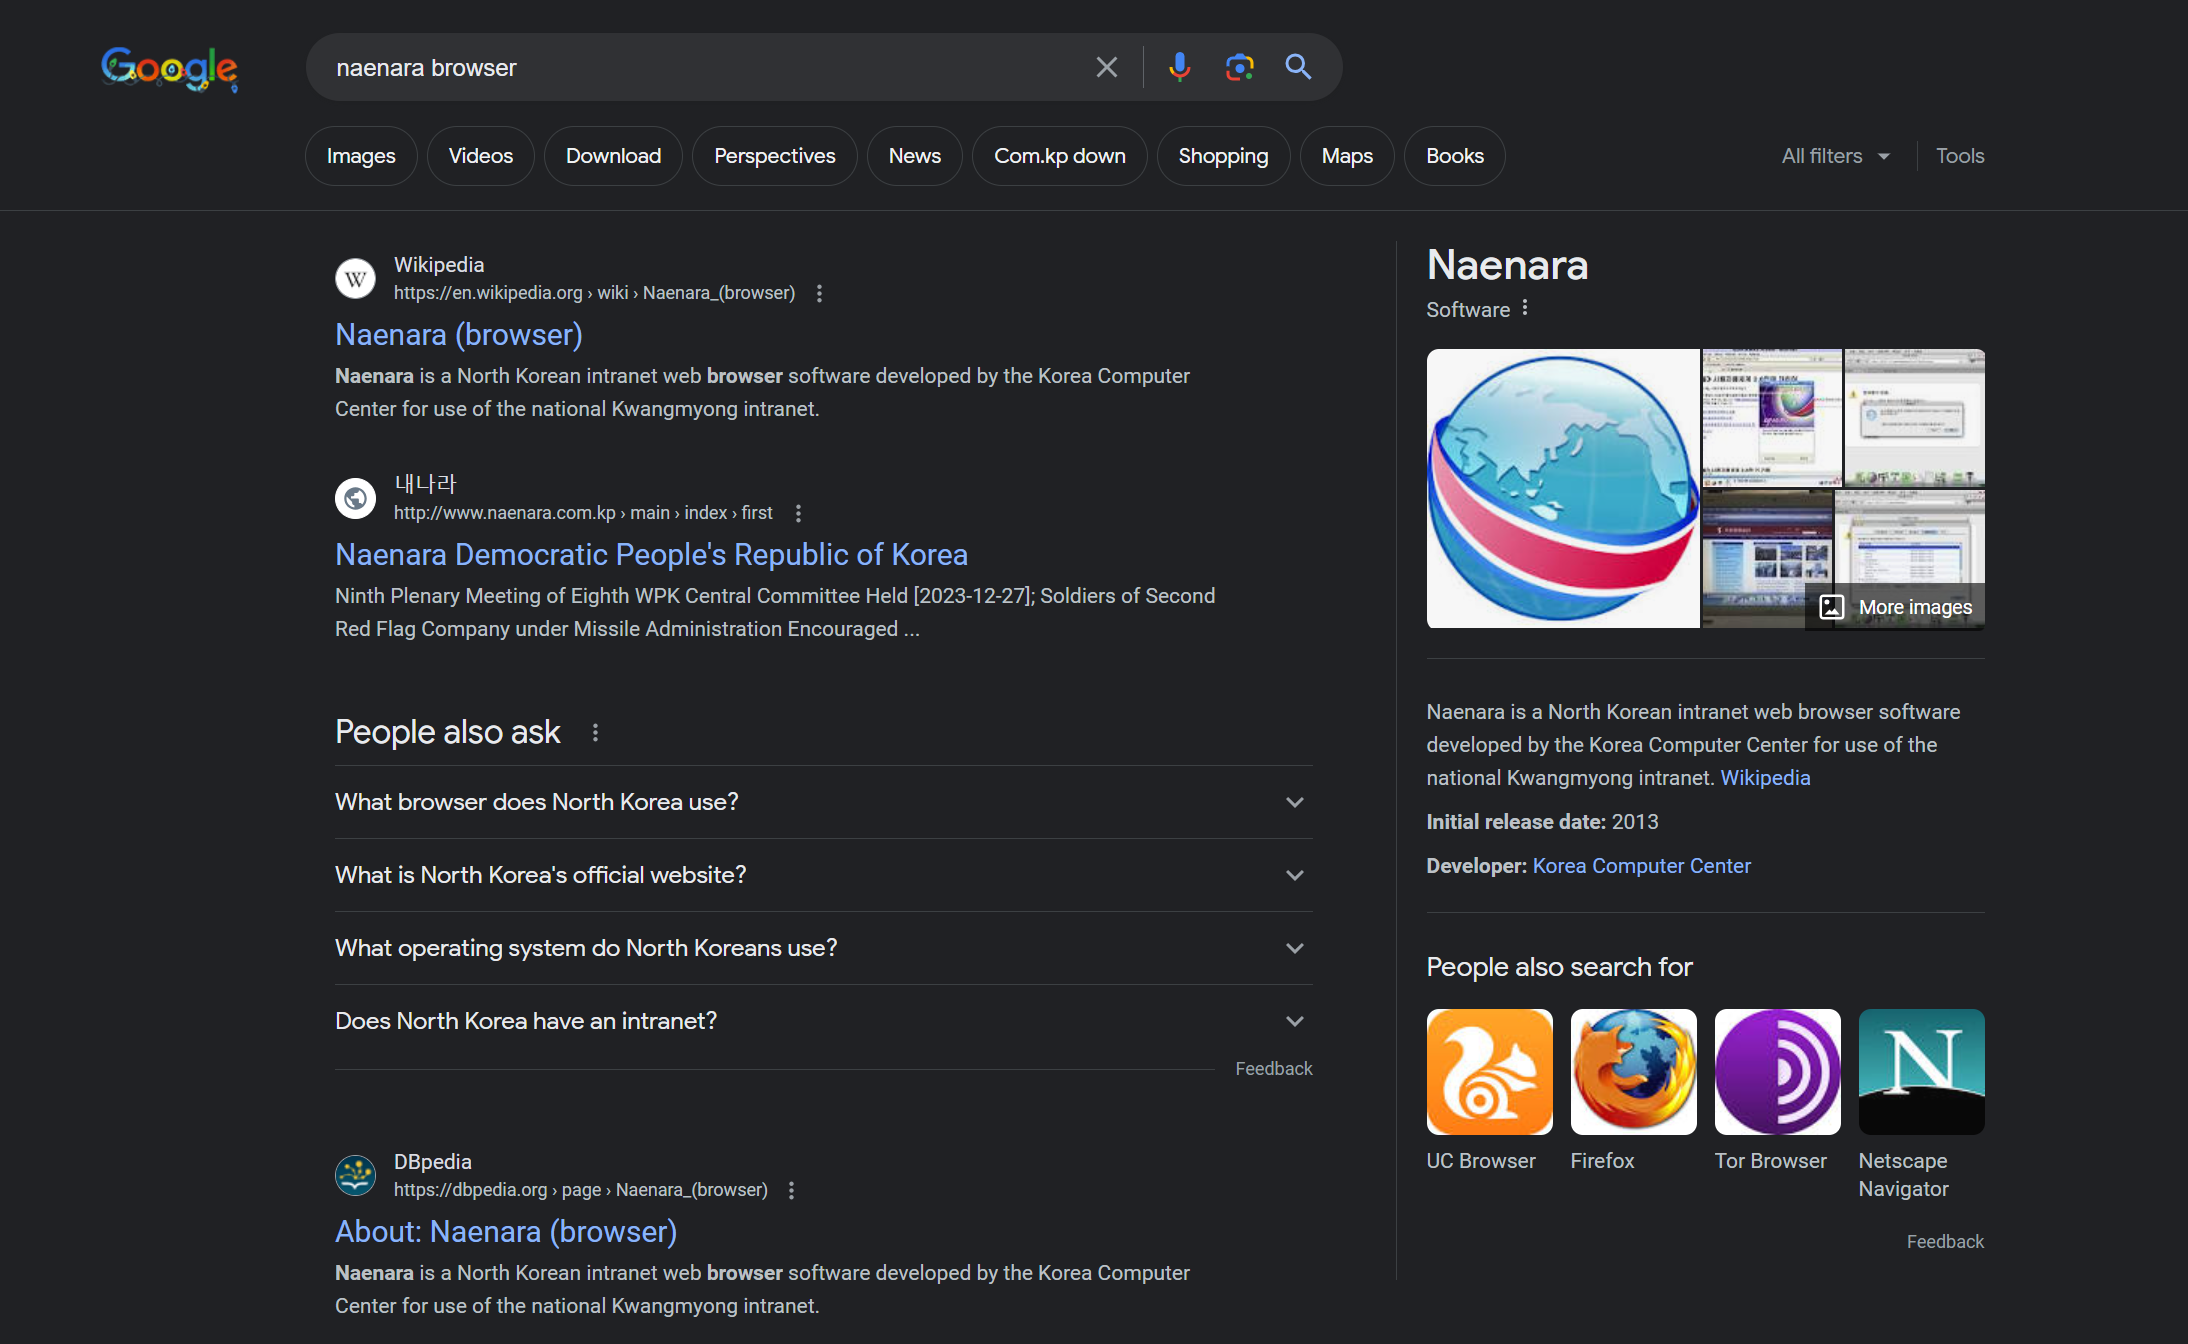 Google
naenara browser
Images
Videos
Download
Perspectives
News
Com.kp down
Shopping
Maps
Books
All filters
Tools
W
Wikipedia
https://en.wikipedia.org › wiki › Naenara_(browser)
Naenara (browser)
Naenara is a North Korean intranet web browser software developed by the Korea Computer
Center for use of the national Kwangmyong intranet.
내나라
http://www.naenara.com.kp › main › index › first
Naenara Democratic People's Republic of Korea
Ninth Plenary Meeting of Eighth WPK Central Committee Held [2023-12-27]; Soldiers of Second
Red Flag Company under Missile Administration Encouraged ...
People also ask
What browser does North Korea use?
What is North Korea's official website?
What operating system do North Koreans use?
Does North Korea have an intranet?
Feedback
DBpedia
https://dbpedia.org › page › Naenara_(browser)
About: Naenara (browser)
Naenara is a North Korean intranet web browser software developed by the Korea Computer
Center for use of the national Kwangmyong intranet.
Naenara
Software
More images
Naenara is a North Korean intranet web browser software
developed by the Korea Computer Center for use of the
national Kwangmyong intranet. Wikipedia
Initial release date: 2013
Developer: Korea Computer Center
People also search for
N
UC Browser
Firefox
Tor Browser
Netscape
Navigator
Feedback